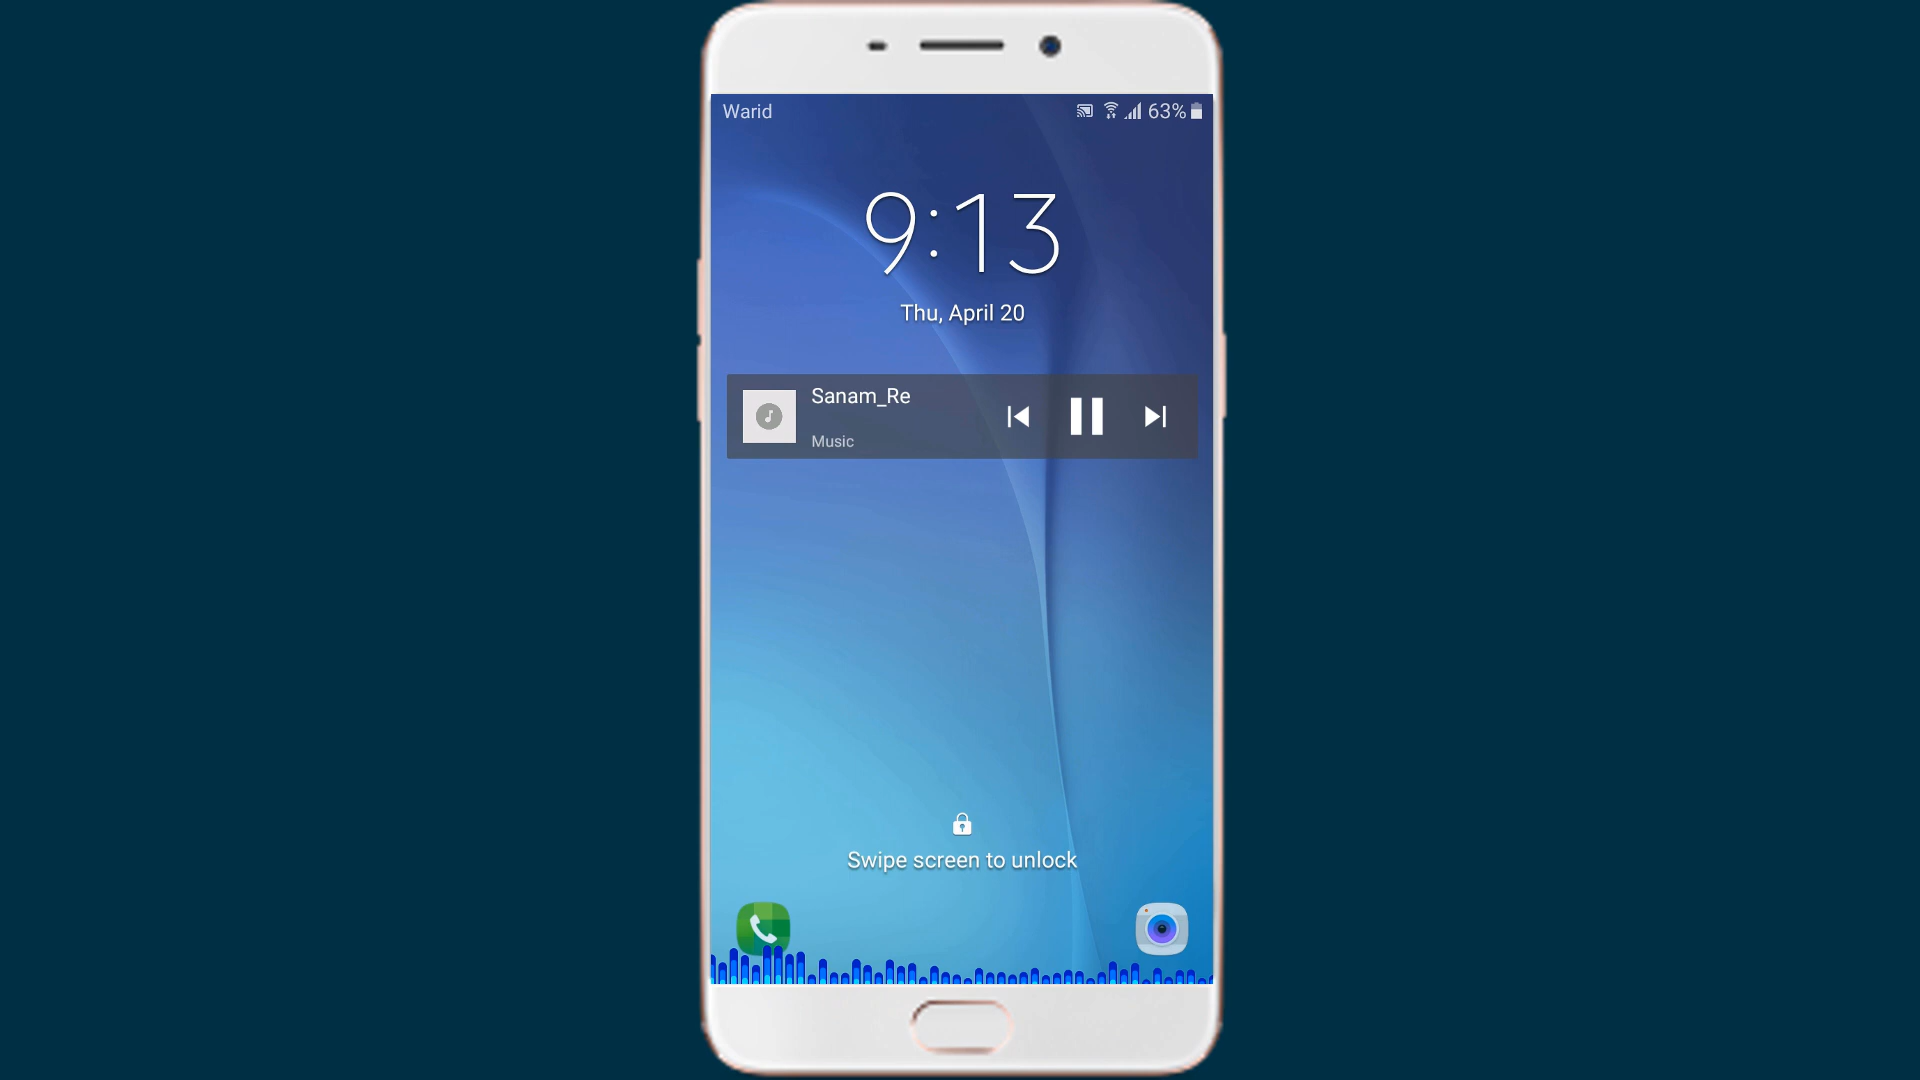 Warid
63%
9:13
Thu, April 20
Sanam_Re
Music
Swipe screen to unlock